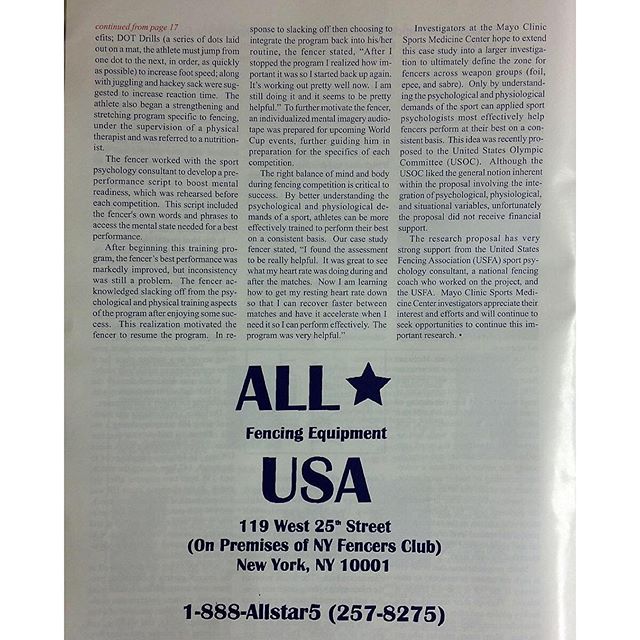 continued from page 17
efits; DOT Drills (a series of dots laid
out on a mat, the athlete must jump from
one dot to the next, in order, as quickly
as possible) to increase foot speed; along
with juggling and hackey sack were sug-
gested to increase reaction time. The
athlete also began a strengthening and
stretching program specific to fencing,
under the supervision of a physical
therapist and was referred to a nutrition-
ist.
The fencer worked with the sport
psychology consultant to develop a pre-
performance script to boost mental
readiness, which was rehearsed before
each competition. This script included
the fencer's own words and phrases to
access the mental state needed for a best
performance.
After beginning this training pro-
gram, the fencer's best performance was
markedly improved, but inconsistency
was still a problem. The fencer ac-
knowledged slacking off from the psy-
chological and physical training aspects
of the program after enjoying some suc-
cess. This realization motivated the
fencer to resume the program. In re-
sponse to slacking off then choosing to
integrate the program back into his/her
routine, the fencer stated, "After I
stopped the program I realized how im-
portant it was so I started back up again.
It's working out pretty well now. I am
still doing it and it seems to be pretty
helpful." To further motivate the fencer,
an individualized mental imagery audio-
tape was prepared for upcoming World
Cup events, further guiding him in
preparation for the specifics of each
competition.
The right balance of mind and body
during fencing competition is critical to
success. By better understanding the
psychological and physiological de-
mands of a sport, athletes can be more
effectively trained to perform their best
on a consistent basis. Our case study
fencer stated, "I found the assessment
to be really helpful. It was great to see
what my heart rate was doing during and
after the matches. Now I am learning
how to get my resting heart rate down
so that I can recover faster between
matches and have it accelerate when I
need it so I can perform effectively. The
program was very helpful."
Investigators at the Mayo Clinic
Sports Medicine Center hope to extend
this case study into a larger investiga-
tion to ultimately define the zone for
fencers across weapon groups (foil,
epee, and sabre). Only by understand-
ing the psychological and physiological
demands of the sport can applied sport
psychologists most effectively help
fencers perform at their best on a con-
sistent basis. This idea was recently pro-
posed to the United States Olympic
Committee (USOC). Although the
USOC liked the general notion inherent
within the proposal involving the inte-
gration of psychological, physiological,
and situational variables, unfortunately
the proposal did not receive financial
support.
The research proposal has very
strong support from the United States
Fencing Association (USFA) sport psy-
chology consultant, a national fencing
coach who worked on the project, and
the USFA. Mayo Clinic Sports Medi-
cine Center investigators appreciate their
interest and efforts and will continue to
seek opportunities to continue this im-
portant research. •
ALL ★
Fencing Equipment
USA
119 West 25th Street
(On Premises of NY Fencers Club)
New York, NY 10001
1-888-Allstar5 (257-8275)